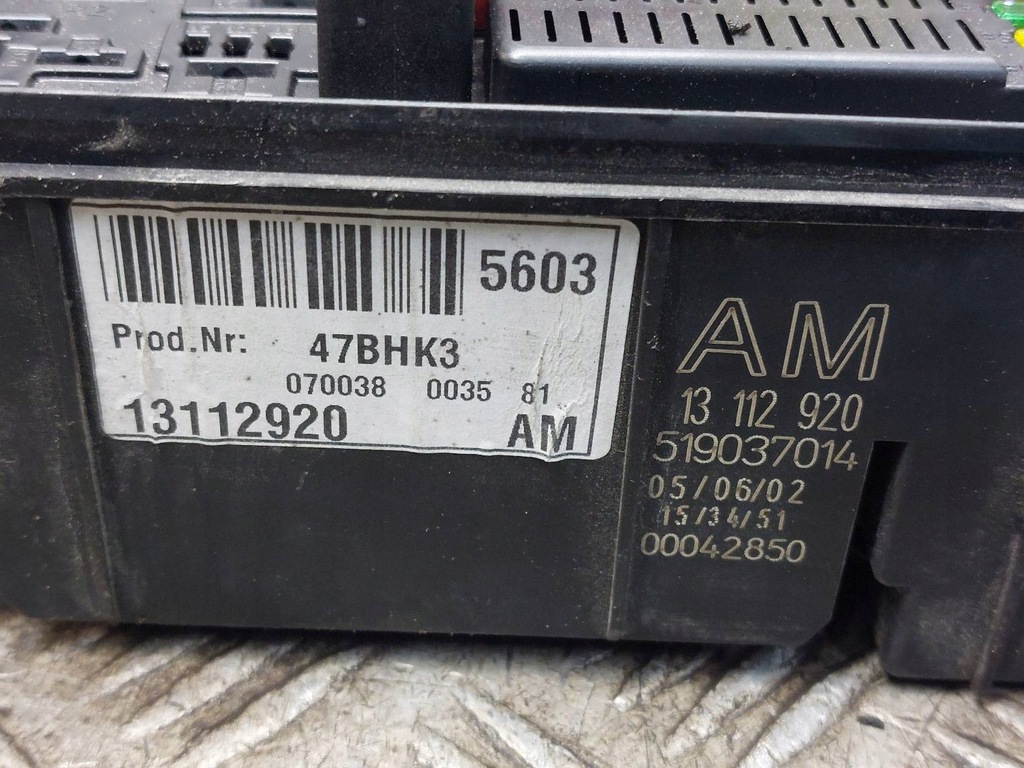 5603
Prod.Nr: 47BHK3
070038 0035 81
13112920 AM
AM
13 112 920
519037014
05/06/02
15/34/51
00042850